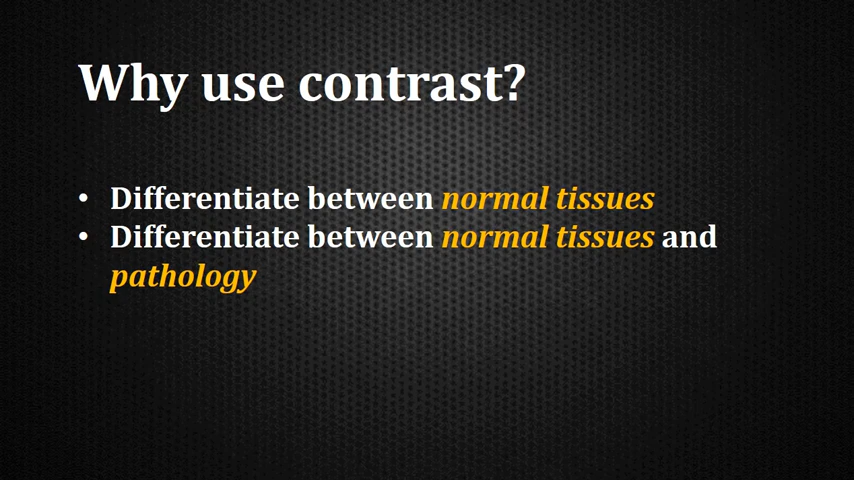 Why use contrast?
• Differentiate between normal tissues
• Differentiate between normal tissues and
pathology